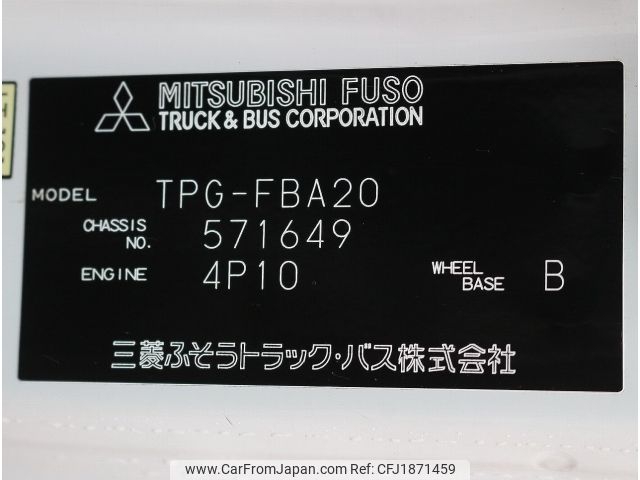 MITSUBISHI FUSO
TRUCK & BUS CORPORATION
MODEL TPG-FBA20
CHASSIS NO. 571649
ENGINE 4P10 WHEEL BASE B
三菱ふそうトラック・バス株式会社
www.CarFromJapan.com | CarFromJapan | CFJ1871459